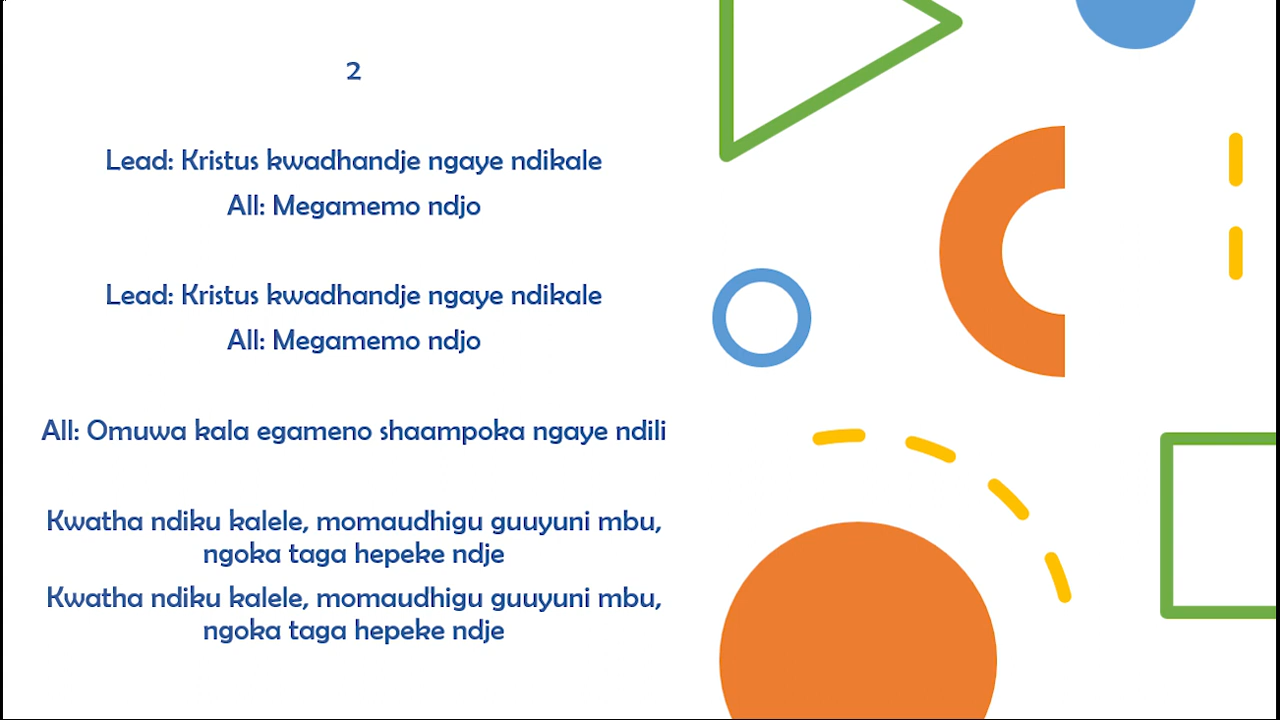 2
Lead: Kristus kwadhandje ngaye ndikale
All: Megamemo ndjo
Lead: Kristus kwadhandje ngaye ndikale
All: Megamemo ndjo
All: Omuwa kala egameno shaampoka ngaye ndili
Kwatha ndiku kalele, momaudhigu guuyuni mbu,
ngoka taga hepeke ndje
Kwatha ndiku kalele, momaudhigu guuyuni mbu,
ngoka taga hepeke ndje